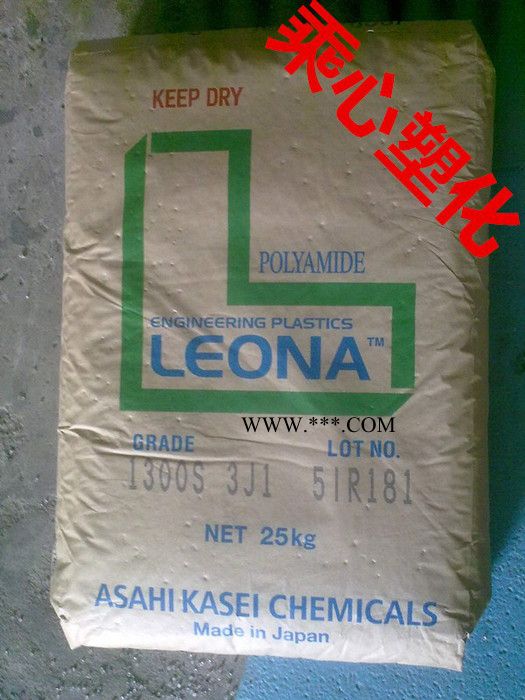 乘心塑化
KEEP DRY
POLYAMIDE
ENGINEERING PLASTICS
LEONA™
WWW.***.COM
GRADE LOT NO.
1300S 3J1 51R181
NET 25kg
ASAHI KASEI CHEMICALS
Made in Japan